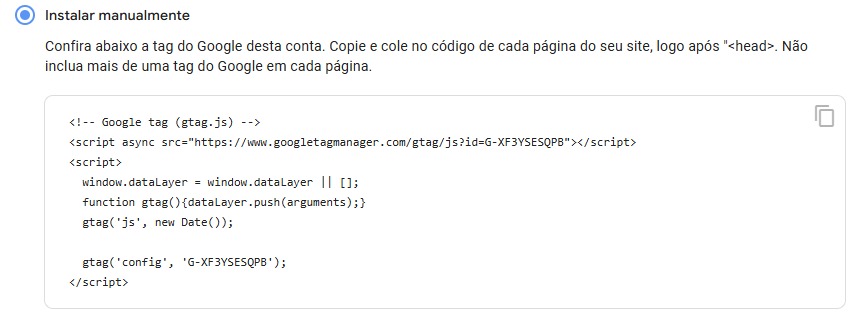 Instalar manualmente
Confira abaixo a tag do Google desta conta. Copie e cole no código de cada página do seu site, logo após "<head>. Não
inclua mais de uma tag do Google em cada página.
<!-- Google tag (gtag.js) -->
<script async src="https://www.googletagmanager.com/gtag/js?id=G-XF3YSESQPB"></script>
<script>
  window.dataLayer = window.dataLayer || [];
  function gtag(){dataLayer.push(arguments);}
  gtag('js', new Date());

  gtag('config', 'G-XF3YSESQPB');
</script>